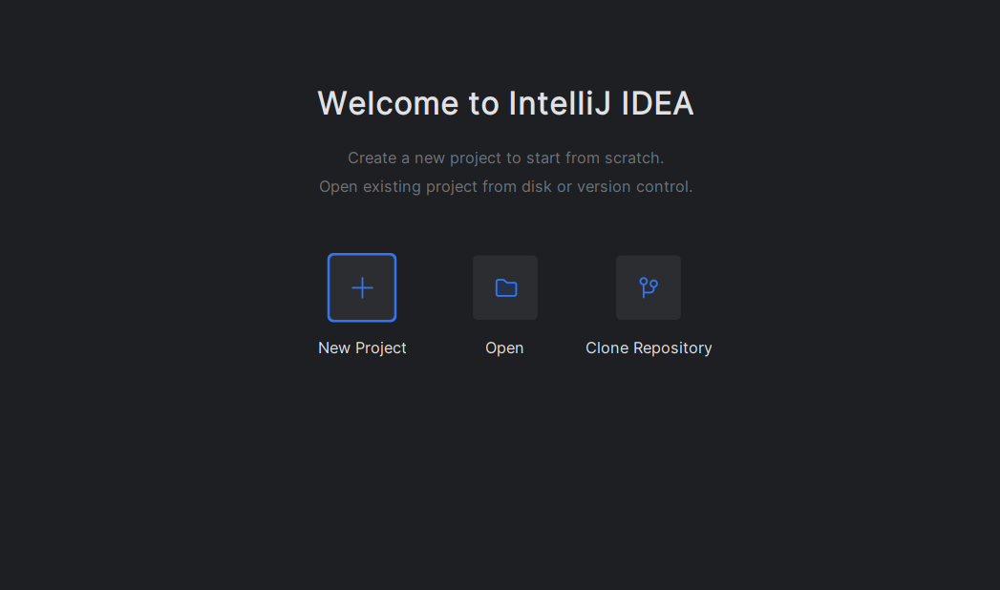 Welcome to IntelliJ IDEA
Create a new project to start from scratch.
Open existing project from disk or version control.
New Project
Open
Clone Repository